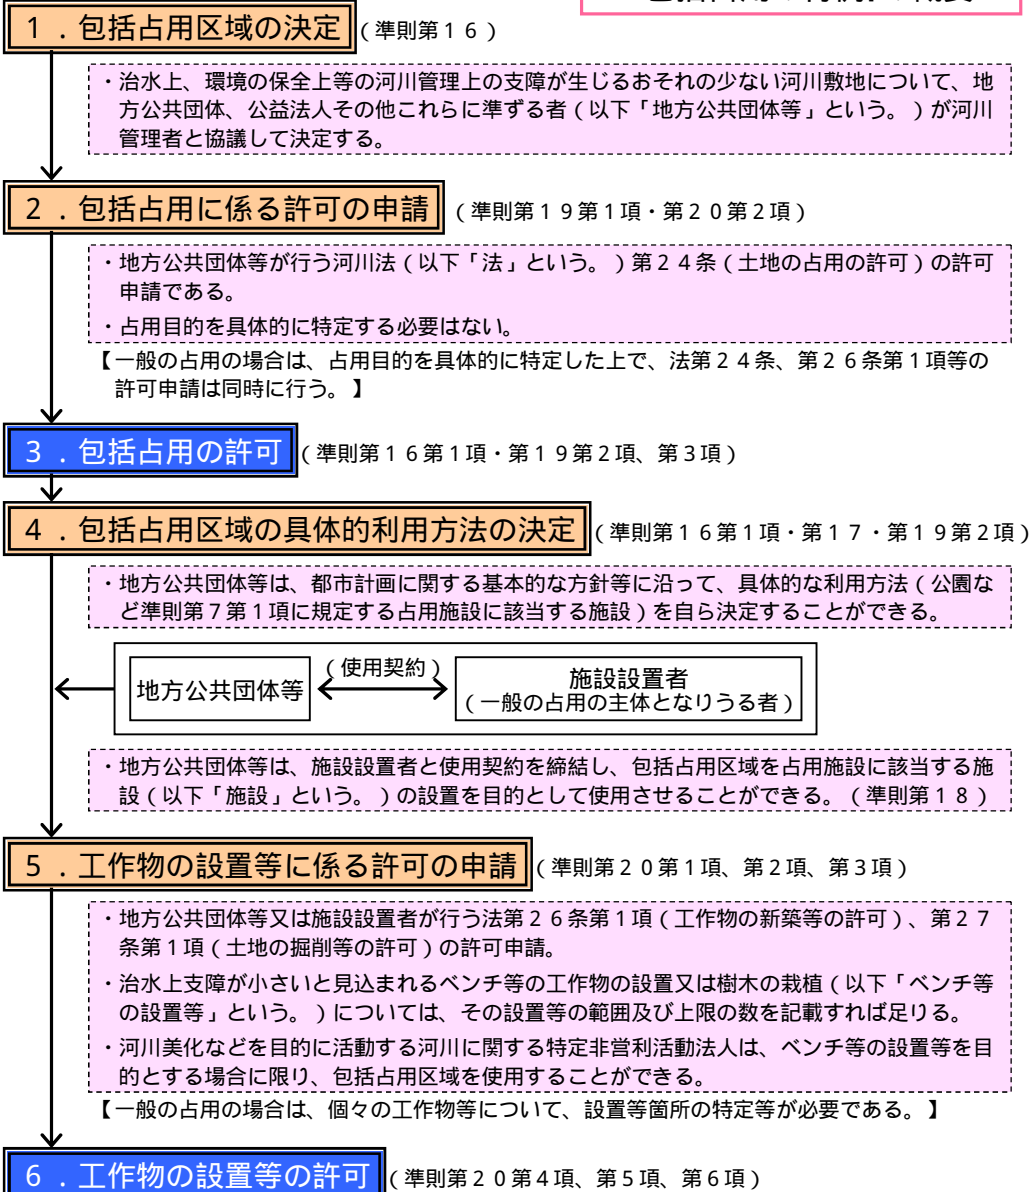 １．包括占用区域の決定（準則第１６）
・治水上、環境の保全上等の河川管理上の支障が生じるおそれの少ない河川敷地について、地
方公共団体、公益法人その他これらに準ずる者（以下「地方公共団体等」という。）が河川
管理者と協議して決定する。
２．包括占用に係る許可の申請（準則第１９第１項・第２０第２項）
・地方公共団体等が行う河川法（以下「法」という。）第２４条（土地の占用の許可）の許可
申請である。
・占用目的を具体的に特定する必要はない。
【一般の占用の場合は、占用目的を具体的に特定した上で、法第２４条、第２６条第１項等の
許可申請は同時に行う。】
３．包括占用の許可（準則第１６第１項・第１９第２項、第３項）
４．包括占用区域の具体的利用方法の決定（準則第１６第１項・第１７・第１９第２項）
・地方公共団体等は、都市計画に関する基本的な方針等に沿って、具体的な利用方法（公園な
ど準則第７第１項に規定する占用施設に該当する施設）を自ら決定することができる。
地方公共団体等
（使用契約）
施設設置者
（一般の占用の主体となりうる者）
・地方公共団体等は、施設設置者と使用契約を締結し、包括占用区域を占用施設に該当する施
設（以下「施設」という。）の設置を目的として使用させることができる。（準則第１８）
５．工作物の設置等に係る許可の申請（準則第２０第１項、第２項、第３項）
・地方公共団体等又は施設設置者が行う法第２６条第１項（工作物の新築等の許可）、第２７
条第１項（土地の掘削等の許可）の許可申請。
・治水上支障が小さいと見込まれるベンチ等の工作物の設置又は樹木の栽植（以下「ベンチ等
の設置等」という。）については、その設置等の範囲及び上限の数を記載すれば足りる。
・河川美化などを目的に活動する河川に関する特定非営利活動法人は、ベンチ等の設置等を目
的とする場合に限り、包括占用区域を使用することができる。
【一般の占用の場合は、個々の工作物等について、設置等箇所の特定等が必要である。】
６．工作物の設置等の許可（準則第２０第４項、第５項、第６項）